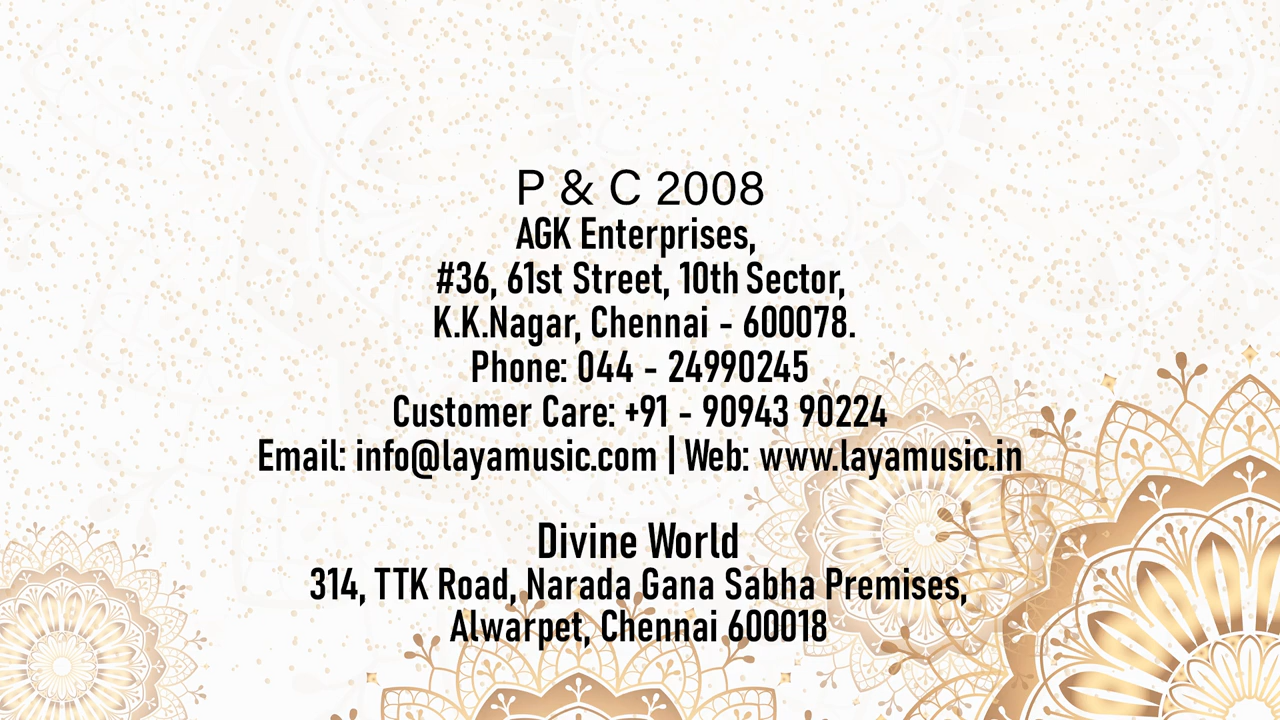 P & C 2008
AGK Enterprises,
#36, 61st Street, 10th Sector,
K.K.Nagar, Chennai - 600078.
Phone: 044 - 24990245
Customer Care: +91 - 90943 90224
Email: info@layamusic.com | Web: www.layamusic.in
Divine World
314, TTK Road, Narada Gana Sabha Premises,
Alwarpet, Chennai 600018